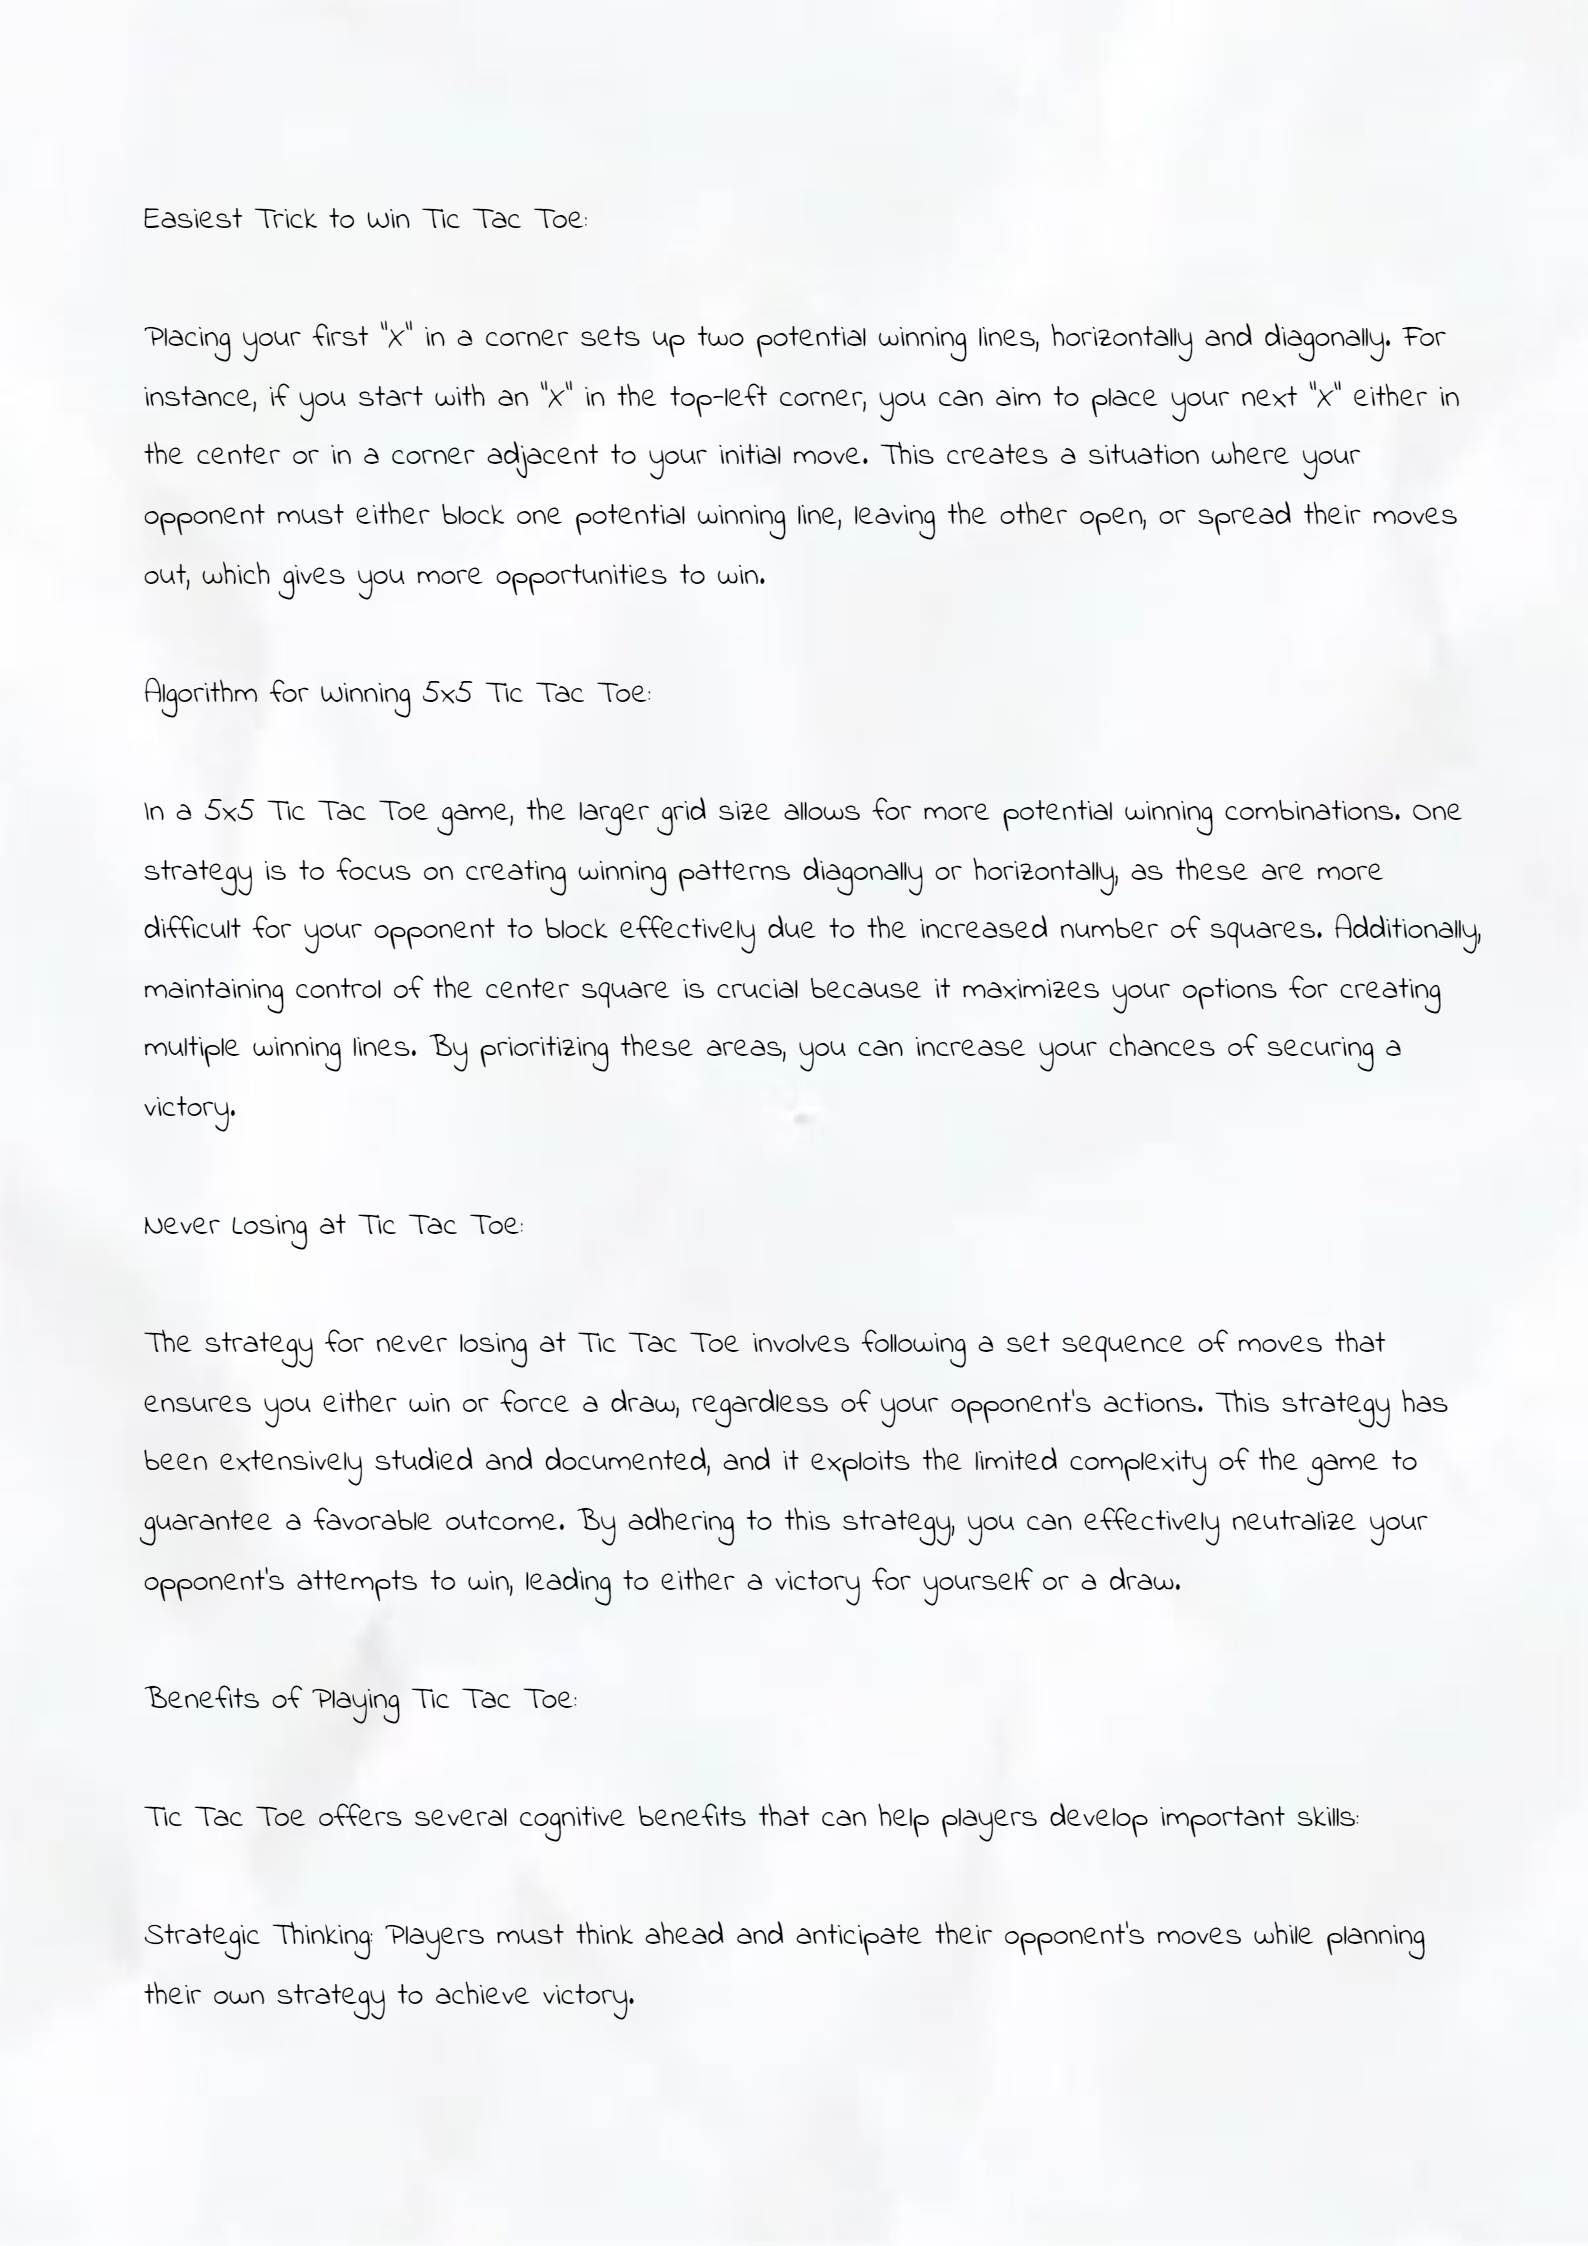 Easiest Trick to Win Tic Tac Toe:
Placing your first "X" in a corner sets up two potential winning lines, horizontally and diagonally. For
instance, if you start with an "X" in the top-left corner, you can aim to place your next "X" either in
the center or in a corner adjacent to your initial move. This creates a situation where your
opponent must either block one potential winning line, leaving the other open, or spread their moves
out, which gives you more opportunities to win.
Algorithm for Winning 5x5 Tic Tac Toe:
In a 5x5 Tic Tac Toe game, the larger grid size allows for more potential winning combinations. One
strategy is to focus on creating winning patterns diagonally or horizontally, as these are more
difficult for your opponent to block effectively due to the increased number of squares. Additionally,
maintaining control of the center square is crucial because it maximizes your options for creating
multiple winning lines. By prioritizing these areas, you can increase your chances of securing a
victory.
Never Losing at Tic Tac Toe:
The strategy for never losing at Tic Tac Toe involves following a set sequence of moves that
ensures you either win or force a draw, regardless of your opponent's actions. This strategy has
been extensively studied and documented, and it exploits the limited complexity of the game to
guarantee a favorable outcome. By adhering to this strategy, you can effectively neutralize your
opponent's attempts to win, leading to either a victory for yourself or a draw.
Benefits of Playing Tic Tac Toe:
Tic Tac Toe offers several cognitive benefits that can help players develop important skills:
Strategic Thinking: Players must think ahead and anticipate their opponent's moves while planning
their own strategy to achieve victory.